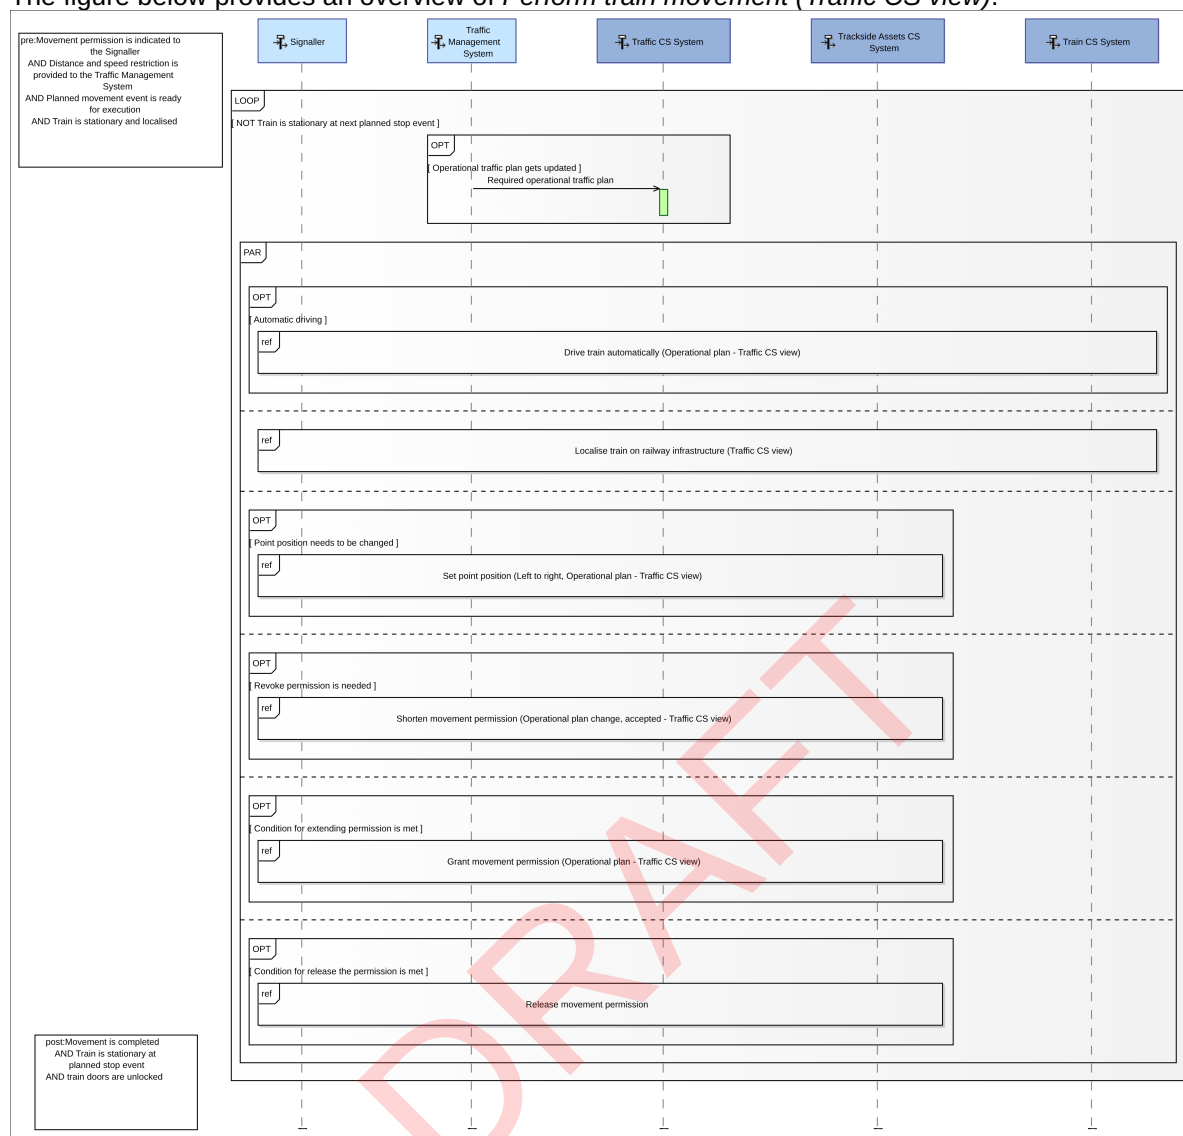 The figure below provides an overview of Perform train movement (Traffic CS view).
pre:Movement permission is indicated to
the Signaller
AND Distance and speed restriction is
provided to the Traffic Management
System
AND Planned movement event is ready
for execution
AND Train is stationary and localised
Signaller
Traffic
Management
System
Traffic CS System
Trackside Assets CS
System
Train CS System
LOOP
[ NOT Train is stationary at next planned stop event ]
OPT
[ Operational traffic plan gets updated ]
Required operational traffic plan
PAR
OPT
[ Automatic driving ]
ref
Drive train automatically (Operational plan - Traffic CS view)
ref
Localise train on railway infrastructure (Traffic CS view)
OPT
[ Point position needs to be changed ]
ref
Set point position (Left to right, Operational plan - Traffic CS view)
OPT
[ Revoke permission is needed ]
ref
Shorten movement permission (Operational plan change, accepted - Traffic CS view)
OPT
[ Condition for extending permission is met ]
ref
Grant movement permission (Operational plan - Traffic CS view)
OPT
[ Condition for release the permission is met ]
ref
Release movement permission
post:Movement is completed
AND Train is stationary at
planned stop event
AND train doors are unlocked
DRAFT